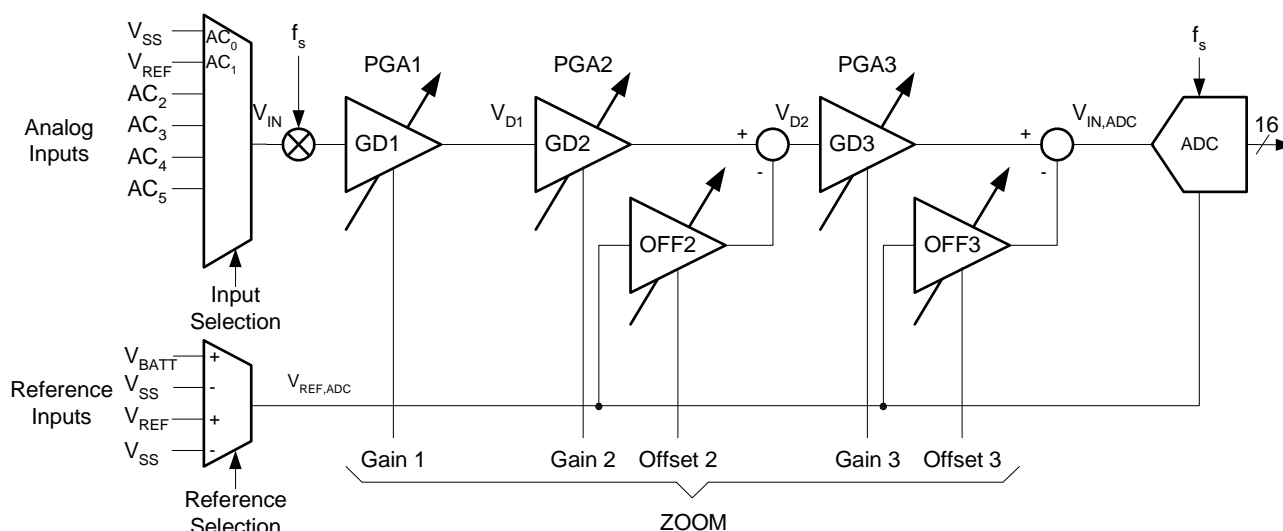 V_SS
AC_0
V_REF
AC_1
AC_2
AC_3
AC_4
AC_5
Analog
Inputs
Input
Selection
V_IN
f_s
PGA1
GD1
V_D1
PGA2
GD2
+
-
V_D2
OFF2
PGA3
GD3
+
-
V_IN,ADC
OFF3
f_s
ADC
16
Reference
Inputs
V_BATT
+
V_SS
-
V_REF
+
V_SS
-
V_REF,ADC
Reference
Selection
Gain 1
Gain 2
Offset 2
Gain 3
Offset 3
ZOOM